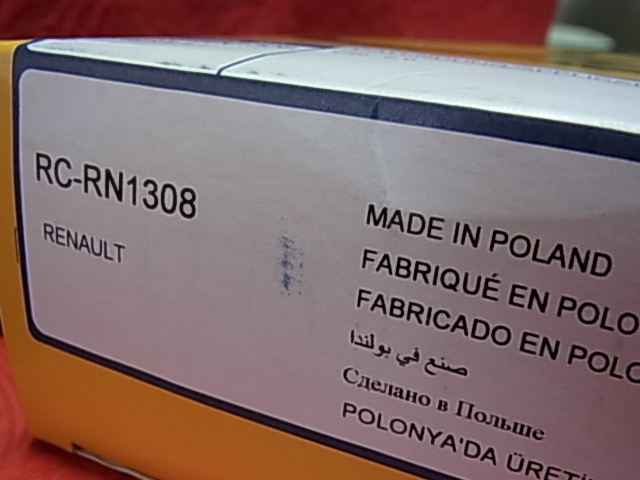 RC-RN1308
RENAULT
MADE IN POLAND
FABRIQUÉ EN POLO
FABRICADO EN POLO
صنع في بولندا
Сделано в Польше
POLONYA'DA ÜRETİ